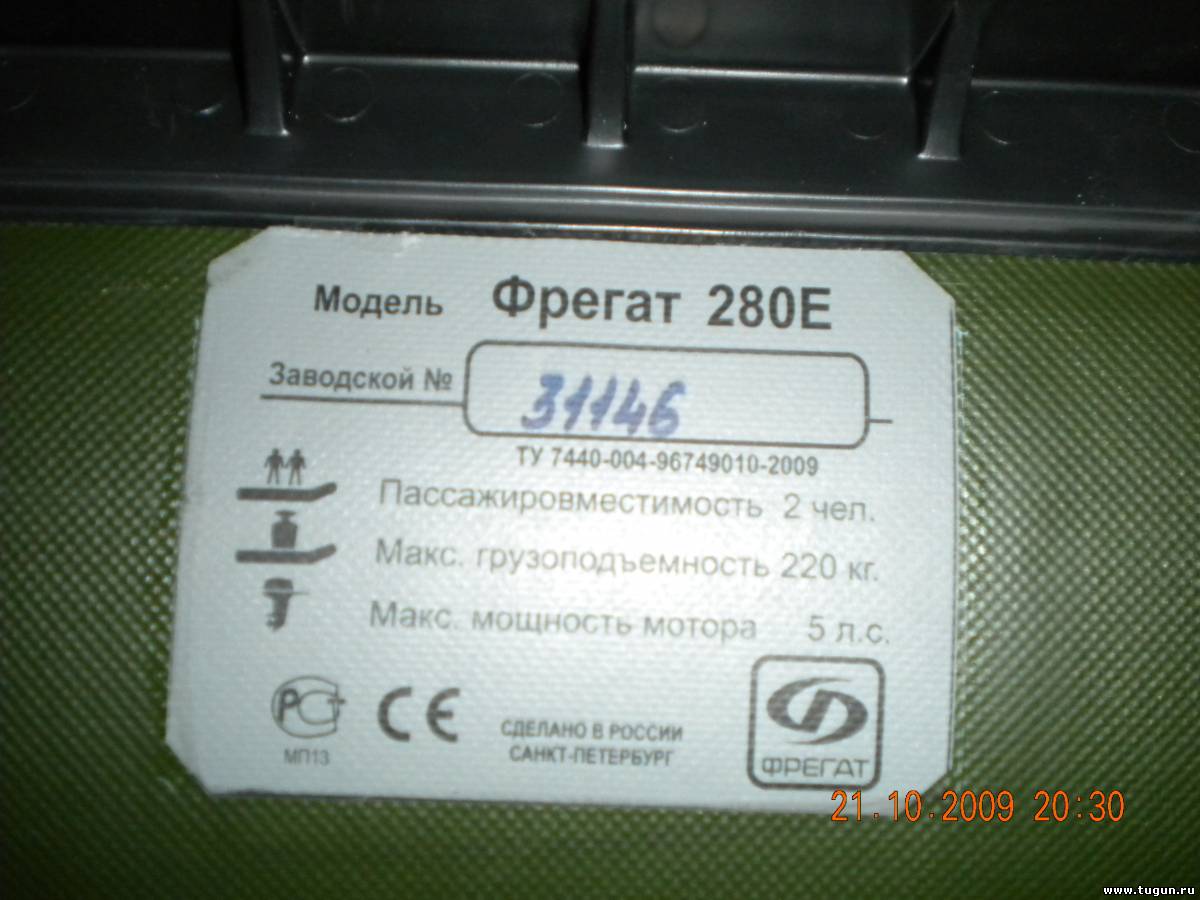 Модель Фрегат 280Е
Заводской № 31146
ТУ 7440-004-96749010-2009
Пассажировместимость 2 чел.
Макс. грузоподъемность 220 кг.
Макс. мощность мотора 5 л.с.
РСТ
МП13
CE
СДЕЛАНО В РОССИИ
САНКТ-ПЕТЕРБУРГ
ФРЕГАТ
21.10.2009 20:30
www.tugun.ru